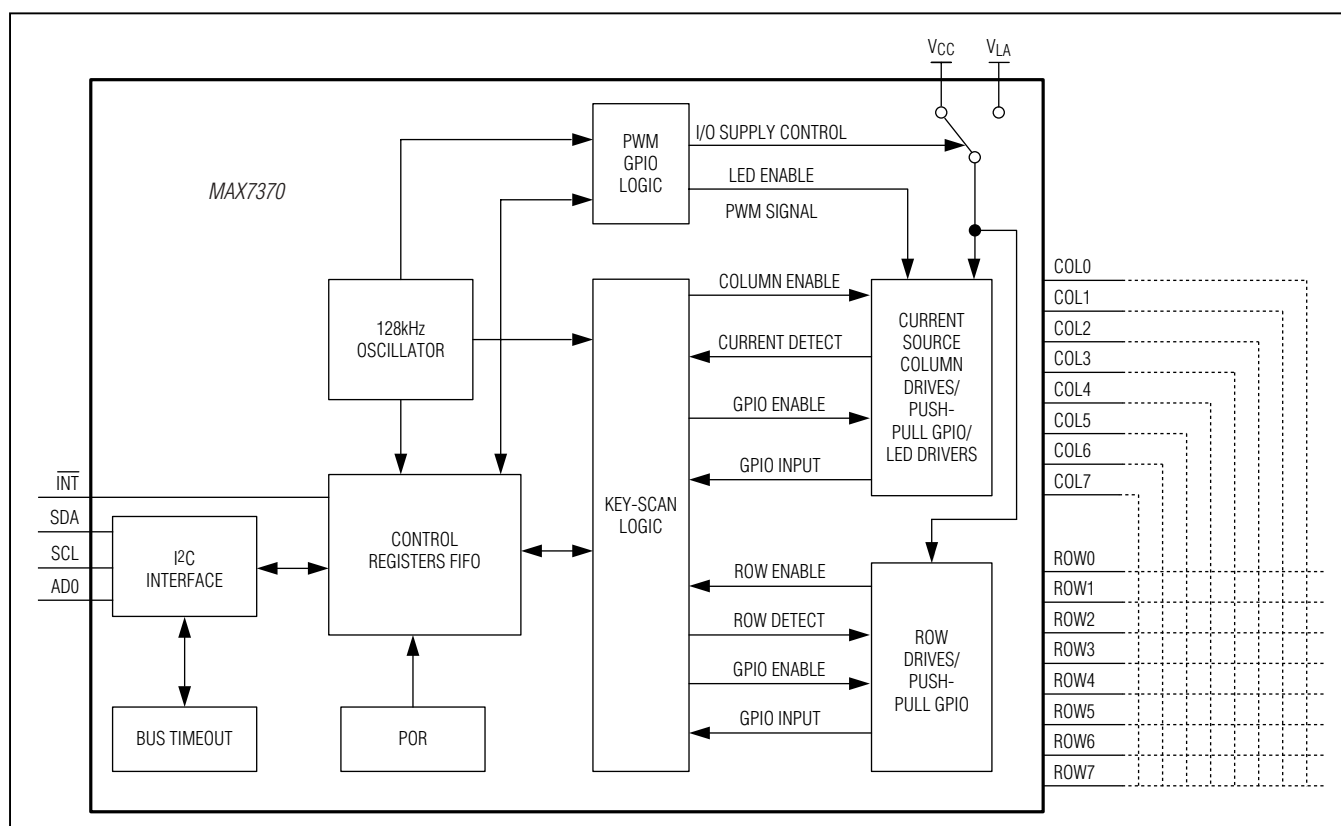 VCC
VLA
MAX7370
PWM
GPIO
LOGIC
I/O SUPPLY CONTROL
LED ENABLE
PWM SIGNAL
128kHz
OSCILLATOR
COLUMN ENABLE
CURRENT DETECT
GPIO ENABLE
GPIO INPUT
CURRENT
SOURCE
COLUMN
DRIVES/
PUSH-
PULL GPIO/
LED DRIVERS
COL0
COL1
COL2
COL3
COL4
COL5
COL6
COL7
INT
SDA
SCL
AD0
I2C
INTERFACE
CONTROL
REGISTERS FIFO
KEY-SCAN
LOGIC
ROW ENABLE
ROW DETECT
GPIO ENABLE
GPIO INPUT
ROW
DRIVES/
PUSH-
PULL GPIO
ROW0
ROW1
ROW2
ROW3
ROW4
ROW5
ROW6
ROW7
BUS TIMEOUT
POR